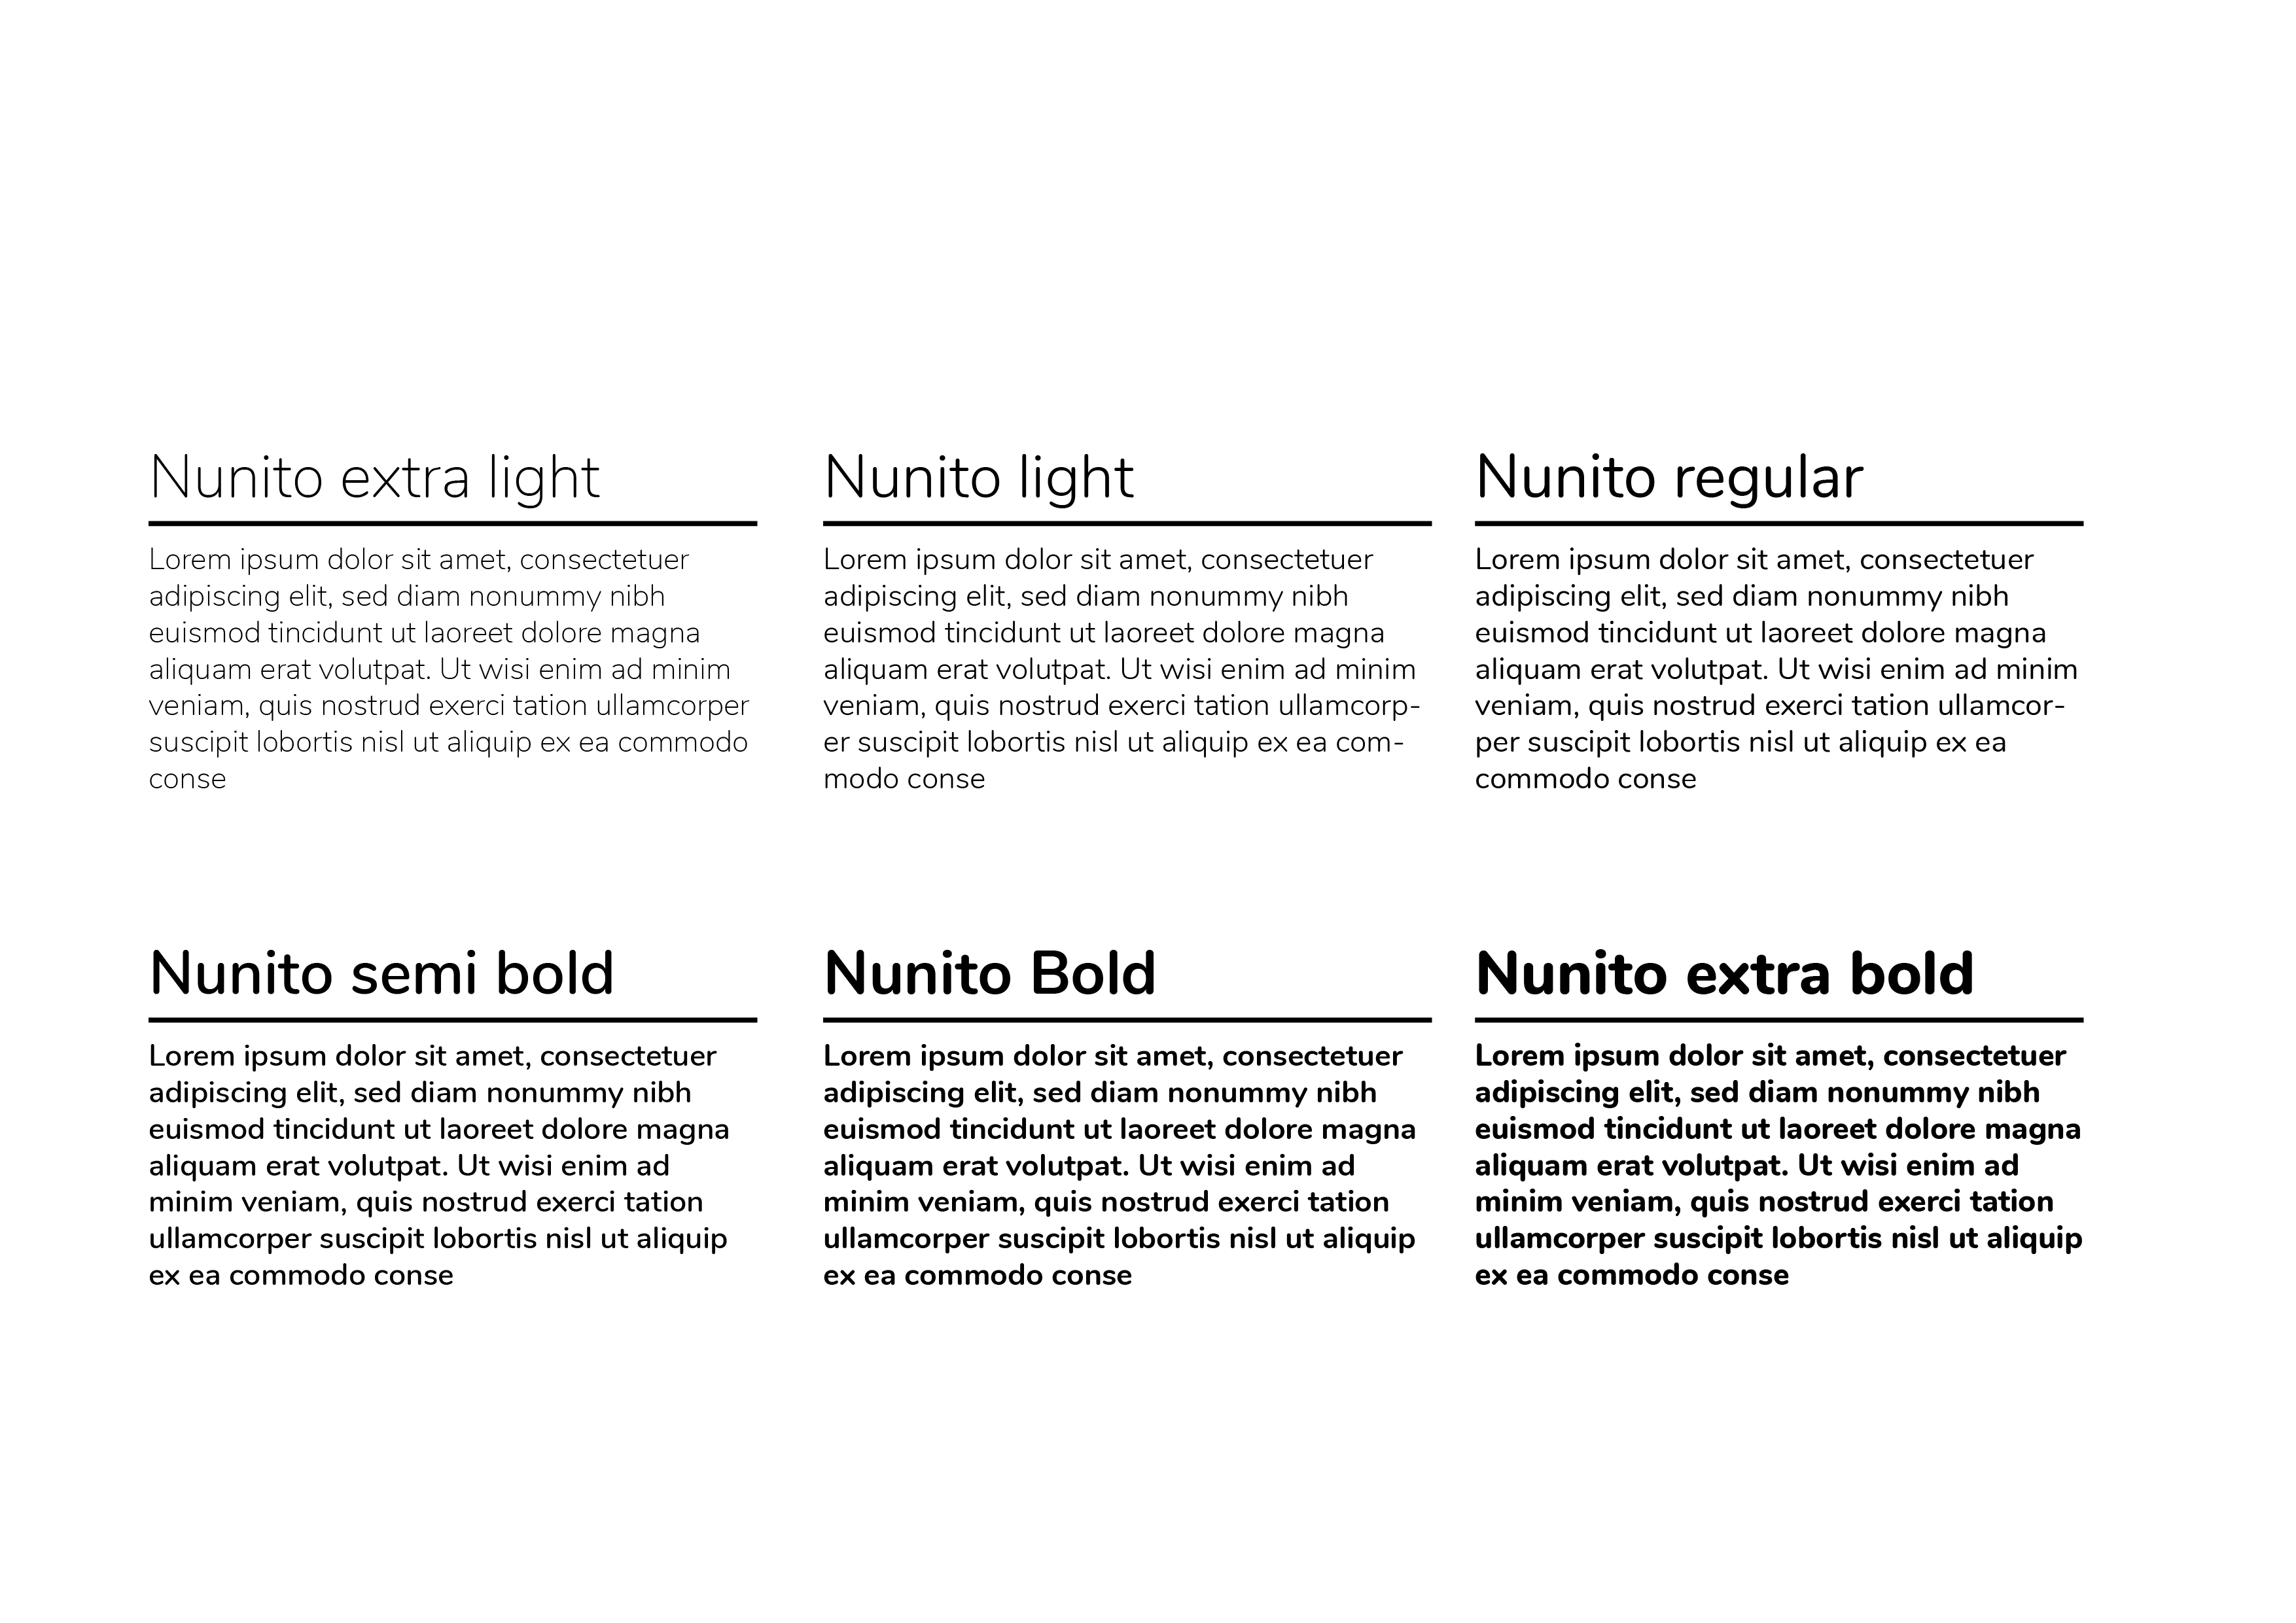 Nunito extra light
Lorem ipsum dolor sit amet, consectetuer
adipiscing elit, sed diam nonummy nibh
euismod tincidunt ut laoreet dolore magna
aliquam erat volutpat. Ut wisi enim ad minim
veniam, quis nostrud exerci tation ullamcorper
suscipit lobortis nisl ut aliquip ex ea commodo
conse
Nunito light
Lorem ipsum dolor sit amet, consectetuer
adipiscing elit, sed diam nonummy nibh
euismod tincidunt ut laoreet dolore magna
aliquam erat volutpat. Ut wisi enim ad minim
veniam, quis nostrud exerci tation ullamcorp-
er suscipit lobortis nisl ut aliquip ex ea com-
modo conse
Nunito regular
Lorem ipsum dolor sit amet, consectetuer
adipiscing elit, sed diam nonummy nibh
euismod tincidunt ut laoreet dolore magna
aliquam erat volutpat. Ut wisi enim ad minim
veniam, quis nostrud exerci tation ullamcor-
per suscipit lobortis nisl ut aliquip ex ea
commodo conse
Nunito semi bold
Lorem ipsum dolor sit amet, consectetuer
adipiscing elit, sed diam nonummy nibh
euismod tincidunt ut laoreet dolore magna
aliquam erat volutpat. Ut wisi enim ad
minim veniam, quis nostrud exerci tation
ullamcorper suscipit lobortis nisl ut aliquip
ex ea commodo conse
Nunito Bold
Lorem ipsum dolor sit amet, consectetuer
adipiscing elit, sed diam nonummy nibh
euismod tincidunt ut laoreet dolore magna
aliquam erat volutpat. Ut wisi enim ad
minim veniam, quis nostrud exerci tation
ullamcorper suscipit lobortis nisl ut aliquip
ex ea commodo conse
Nunito extra bold
Lorem ipsum dolor sit amet, consectetuer
adipiscing elit, sed diam nonummy nibh
euismod tincidunt ut laoreet dolore magna
aliquam erat volutpat. Ut wisi enim ad
minim veniam, quis nostrud exerci tation
ullamcorper suscipit lobortis nisl ut aliquip
ex ea commodo conse